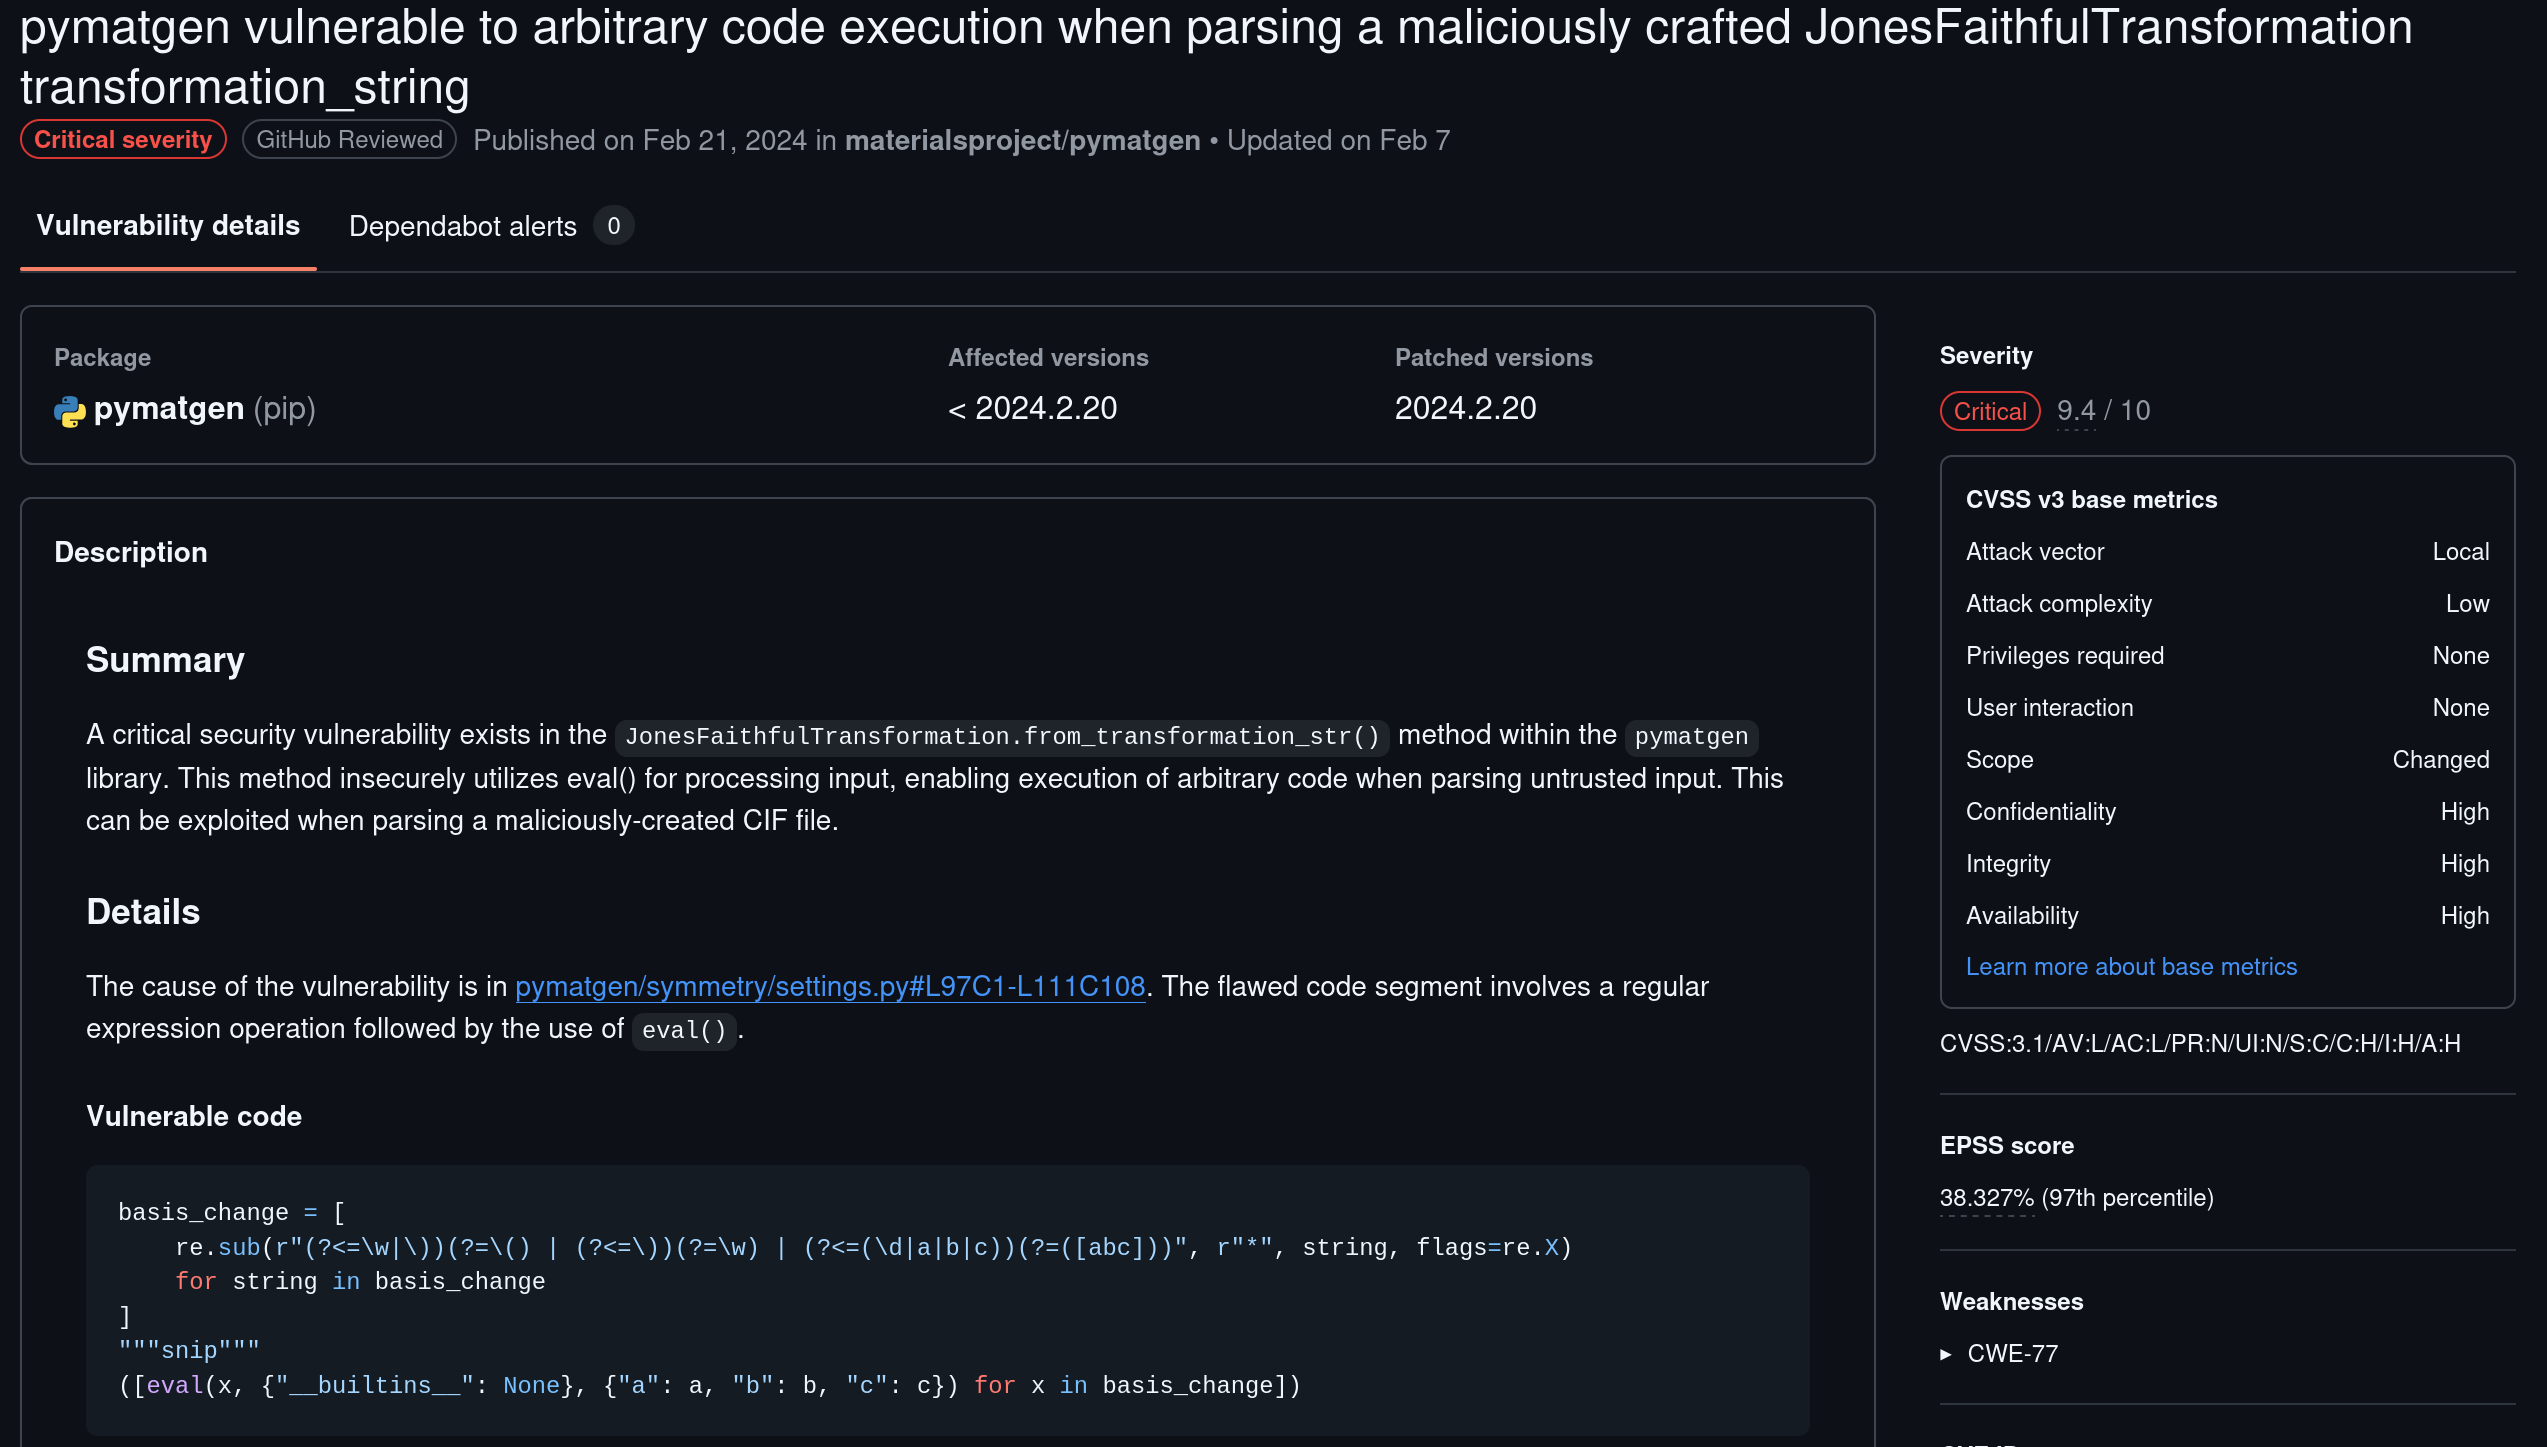 pymatgen vulnerable to arbitrary code execution when parsing a maliciously crafted JonesFaithfulTransformation
transformation_string
Critical severity GitHub Reviewed Published on Feb 21, 2024 in materialsproject/pymatgen • Updated on Feb 7
Vulnerability details Dependabot alerts 0
Package Affected versions Patched versions
pymatgen (pip) < 2024.2.20 2024.2.20
Description
Summary
A critical security vulnerability exists in the JonesFaithfulTransformation.from_transformation_str() method within the pymatgen
library. This method insecurely utilizes eval() for processing input, enabling execution of arbitrary code when parsing untrusted input. This
can be exploited when parsing a maliciously-created CIF file.
Details
The cause of the vulnerability is in pymatgen/symmetry/settings.py#L97C1-L111C108. The flawed code segment involves a regular
expression operation followed by the use of eval().
Vulnerable code
basis_change = [
    re.sub(r"(?<=\w|\))(?=\() | (?<=\))(?=\w) | (?<=(\d|a|b|c))(?=([abc]))", r"*", string, flags=re.X)
    for string in basis_change
]
"""snip"""
([eval(x, {"__builtins__": None}, {"a": a, "b": b, "c": c}) for x in basis_change])
Severity
Critical 9.4 / 10
CVSS v3 base metrics
Attack vector Local
Attack complexity Low
Privileges required None
User interaction None
Scope Changed
Confidentiality High
Integrity High
Availability High
Learn more about base metrics
CVSS:3.1/AV:L/AC:L/PR:N/UI:N/S:C/C:H/I:H/A:H
EPSS score
38.327% (97th percentile)
Weaknesses
▸ CWE-77